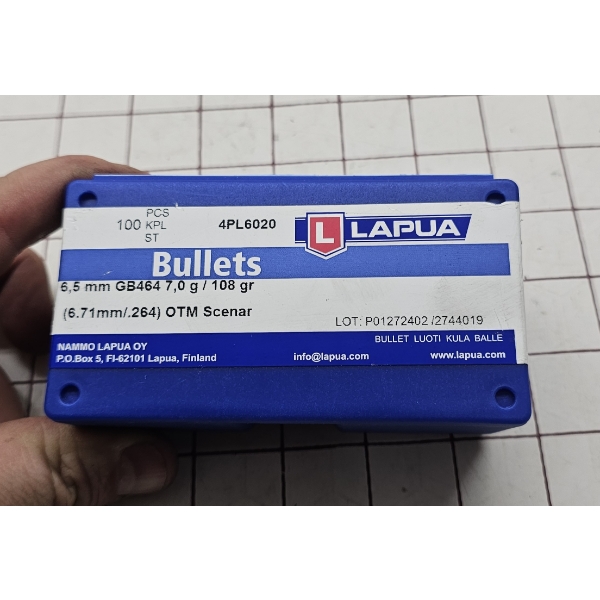 PCS
100 KPL
ST
4PL6020
L LAPUA
Bullets
6,5 mm GB464 7,0 g / 108 gr
(6.71mm/.264) OTM Scenar
LOT: P01272402 /2744019
NAMMO LAPUA OY
P.O.Box 5, FI-62101 Lapua, Finland
info@lapua.com
BULLET LUOTI KULA BALLE
www.lapua.com